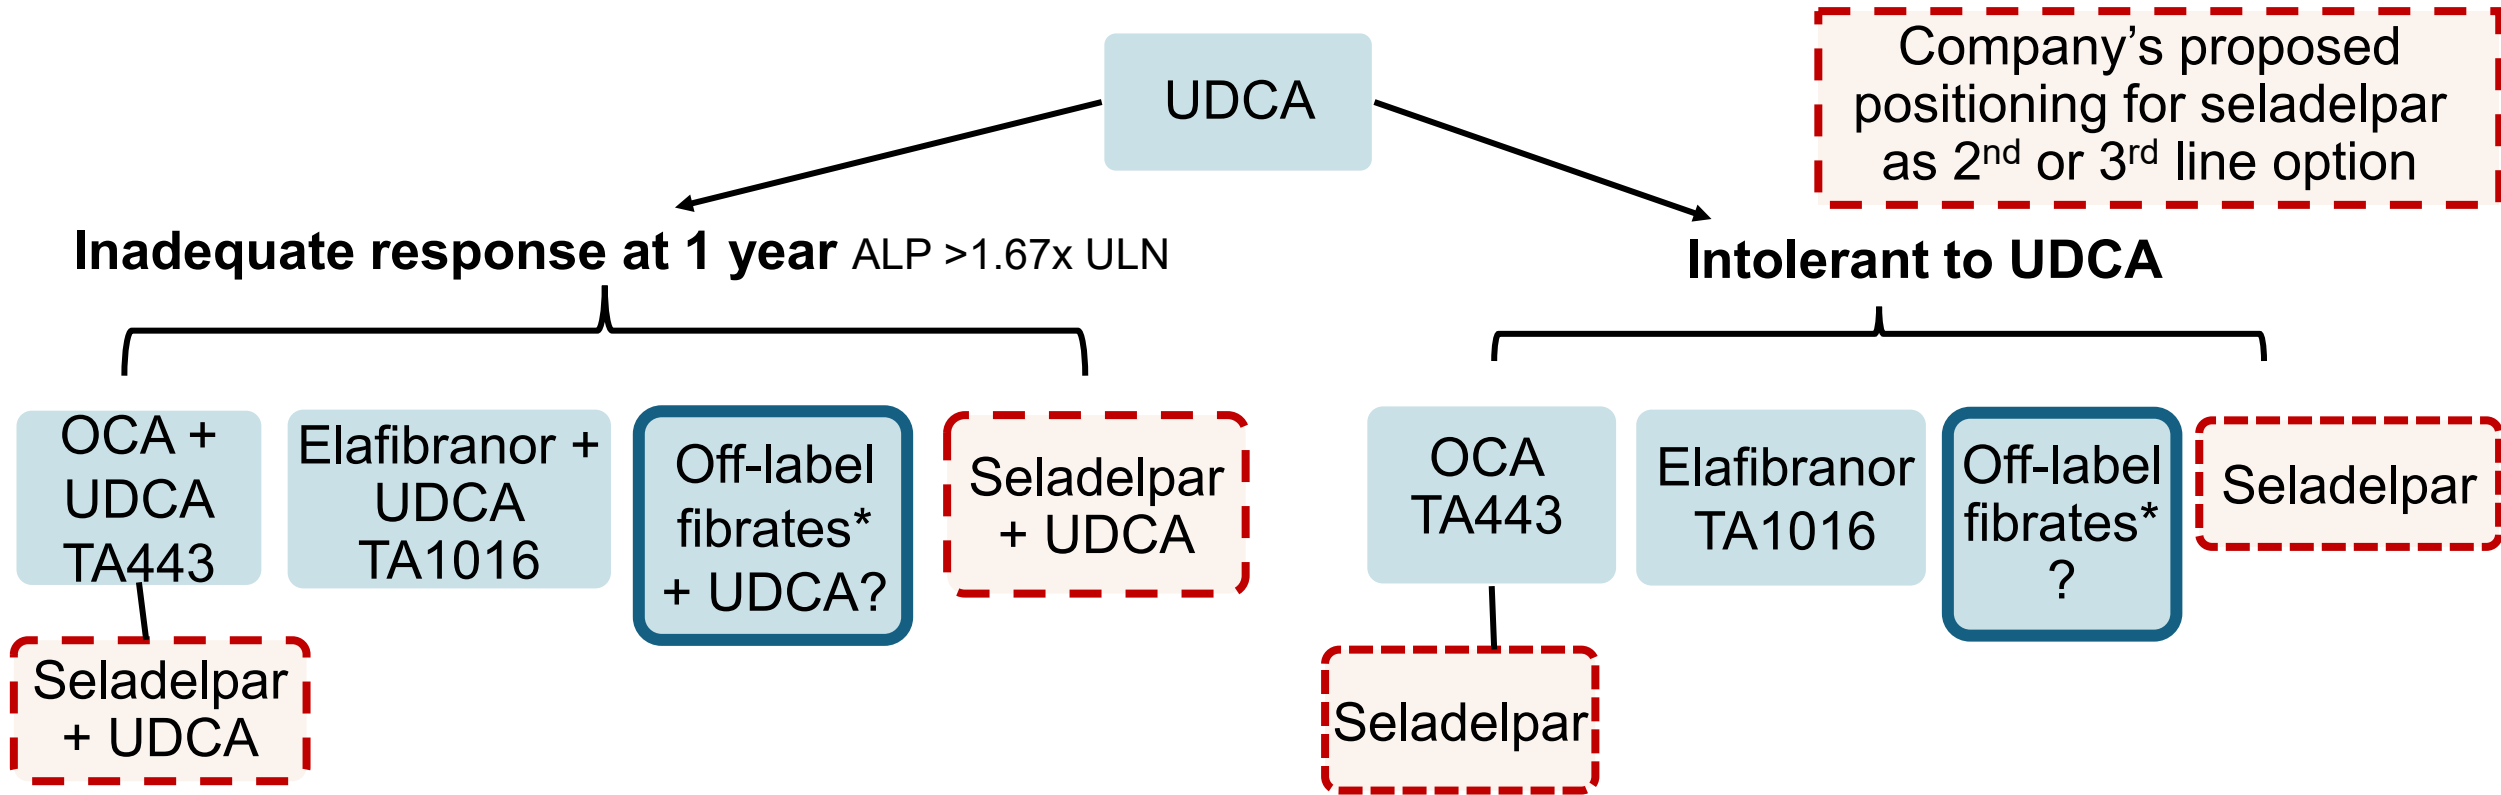 UDCA
Company's proposed
positioning for seladelpar
as 2nd or 3rd line option
Inadequate response at 1 year ALP >1.67x ULN
Intolerant to UDCA
OCA +
UDCA
TA443
Elafibranor +
UDCA
TA1016
Off-label
fibrates*
+ UDCA?
Seladelpar
+ UDCA
OCA
TA443
Elafibranor
TA1016
Off-label
fibrates*
?
Seladelpar
Seladelpar
+ UDCA
Seladelpar